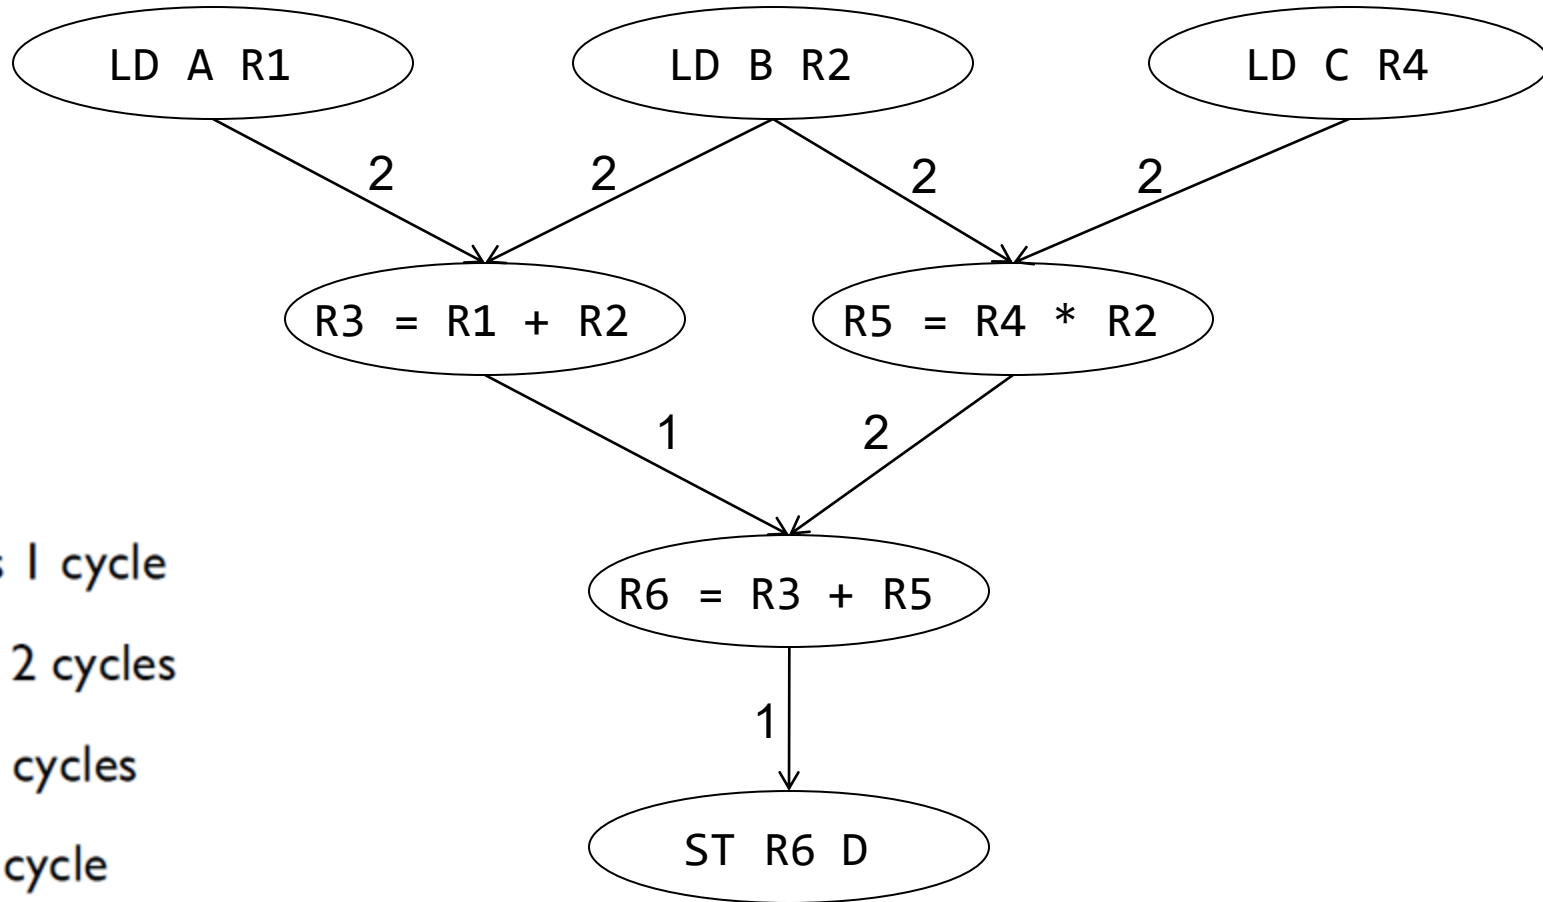 LD A R1
LD B R2
LD C R4
2
2
2
2
R3 = R1 + R2
R5 = R4 * R2
1
2
1 cycle
R6 = R3 + R5
2 cycles
1
cycles
ST R6 D
cycle